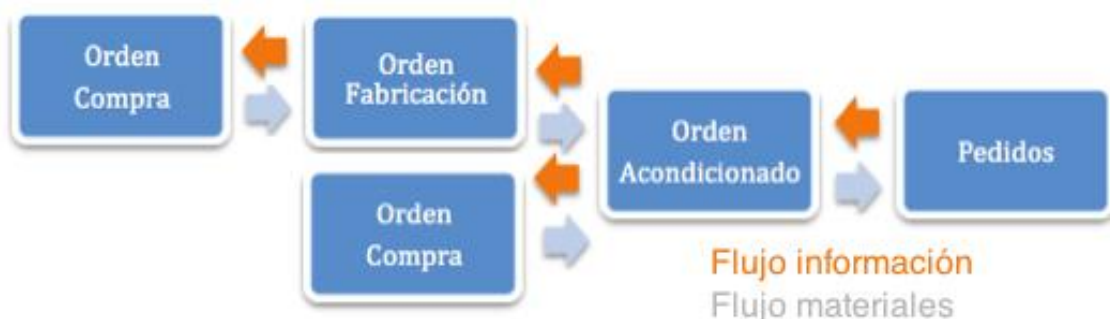 Orden
Compra
Orden
Fabricación
Orden
Compra
Orden
Acondicionado
Pedidos
Flujo información
Flujo materiales